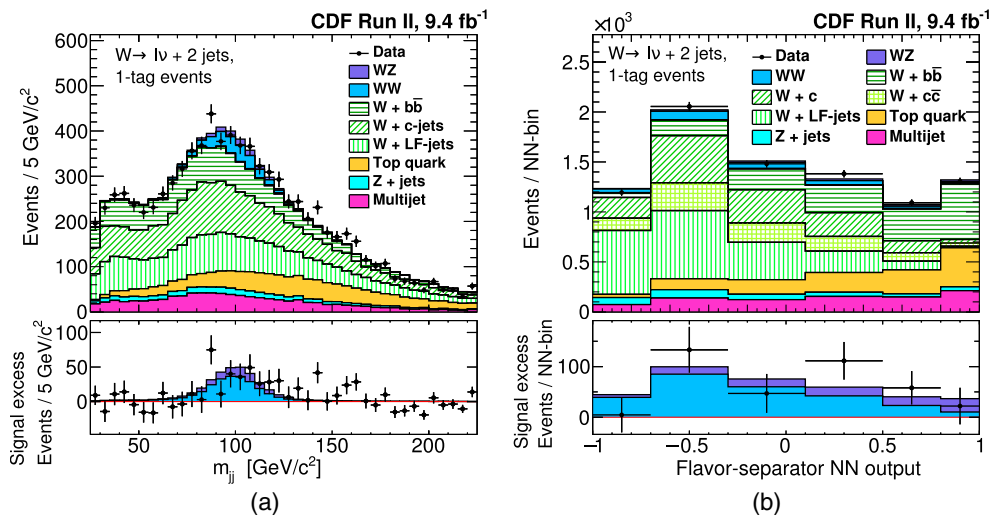 CDF Run II, 9.4 fb⁻¹
W→ lν + 2 jets,
1-tag events
Data
WZ
WW
W + bb̅
W + c-jets
W + LF-jets
Top quark
Z + jets
Multijet
Events / 5 GeV/c²
600
500
400
300
200
100
0
Signal excess
Events / 5 GeV/c²
100
50
0
50 100 150 200
m_jj [GeV/c²]
(a)
CDF Run II, 9.4 fb⁻¹
×10³
W→ lν + 2 jets,
1-tag events
Data WZ
WW W + bb̅
W + c W + cc̅
W + LF-jets Top quark
Z + jets Multijet
Events / NN-bin
2.5
2
1.5
1
0.5
0
Signal excess
Events / NN-bin
100
0
−1 −0.5 0 0.5 1
Flavor-separator NN output
(b)